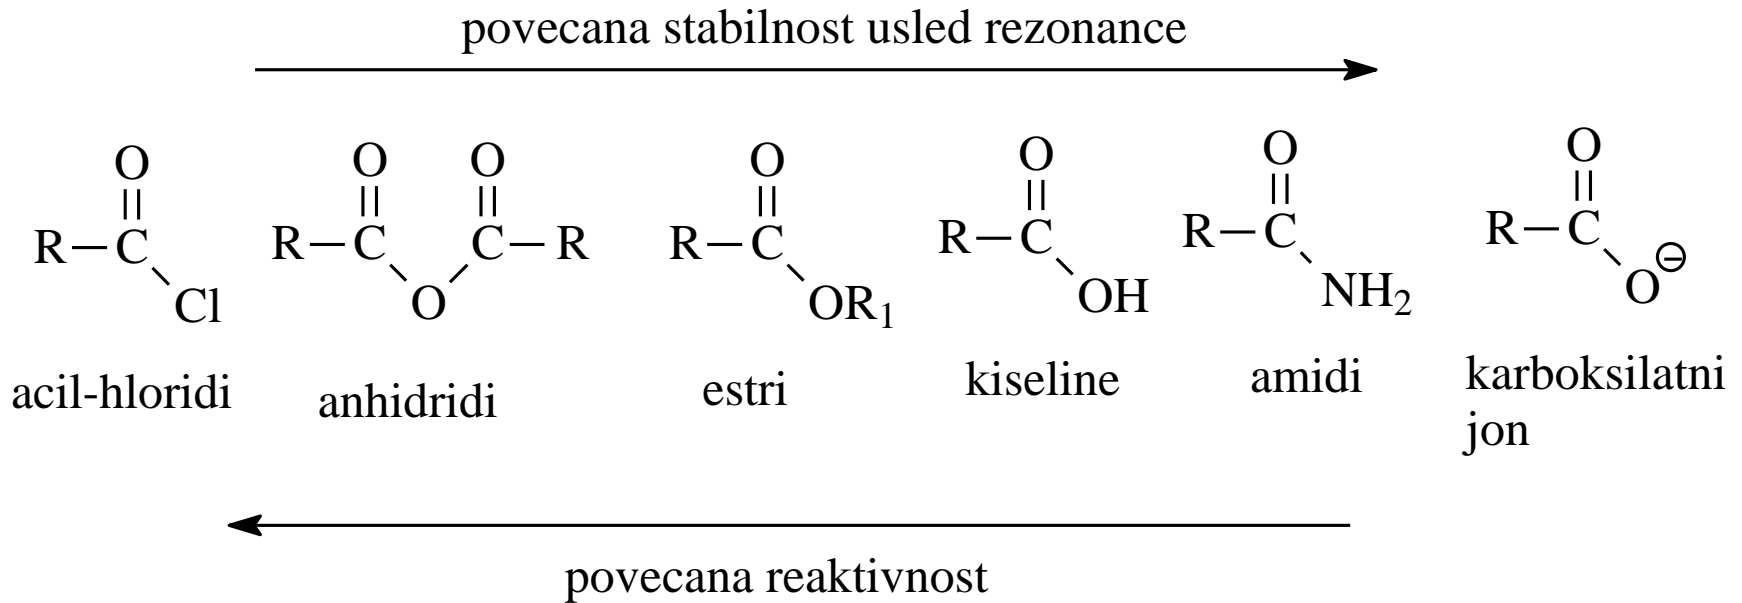 povecana stabilnost usled rezonance
O O O O O O O
R C C R R C R C R C R C
Cl O OR1 OH NH2 O⊖
acil-hloridi anhidridi estri kiseline amidi karboksilatni
jon
povecana reaktivnost